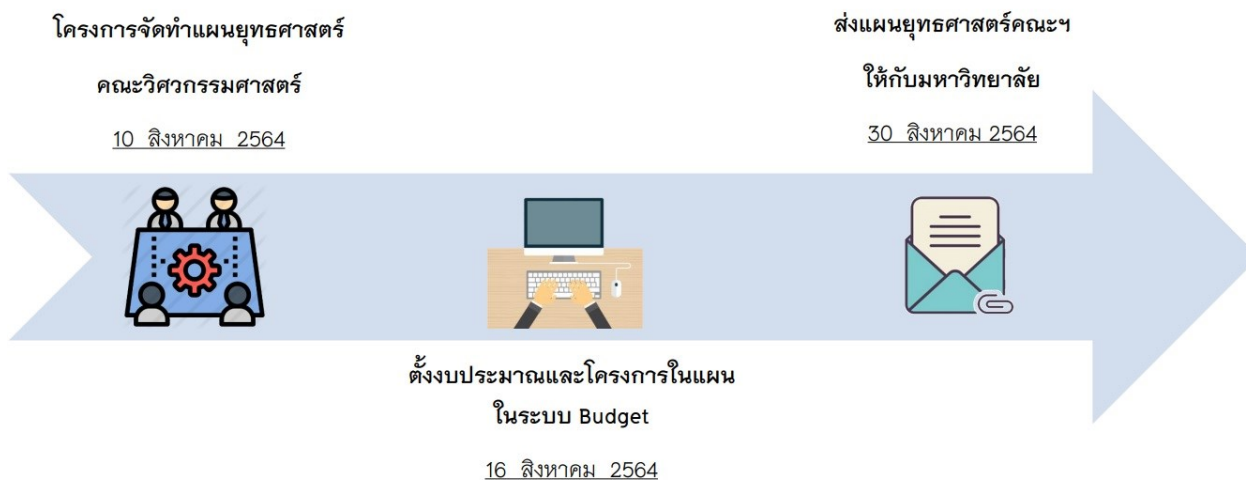 โครงการจัดทำแผนยุทธศาสตร์
คณะวิศวกรรมศาสตร์
10 สิงหาคม 2564
ตั้งงบประมาณและโครงการในแผน
ในระบบ Budget
16 สิงหาคม 2564
ส่งแผนยุทธศาสตร์คณะฯ
ให้กับมหาวิทยาลัย
30 สิงหาคม 2564